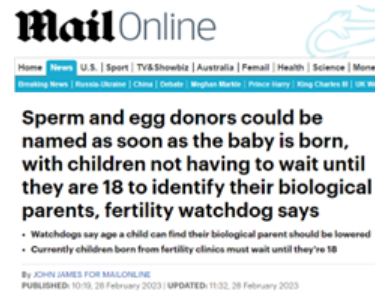 Mail Online
Home News U.S. Sport TV&Showbiz Australia Femail Health Science Mone
Breaking News Russia-Ukraine China Debate Meghan Markle Prince Harry King Charles III UK W
Sperm and egg donors could be
named as soon as the baby is born,
with children not having to wait until
they are 18 to identify their biological
parents, fertility watchdog says
• Watchdogs say age a child can find their biological parent should be lowered
• Currently children born from fertility clinics must wait until they're 18
By JOHN JAMES FOR MAILONLINE
PUBLISHED: 10:19, 28 February 2023 | UPDATED: 11:32, 28 February 2023